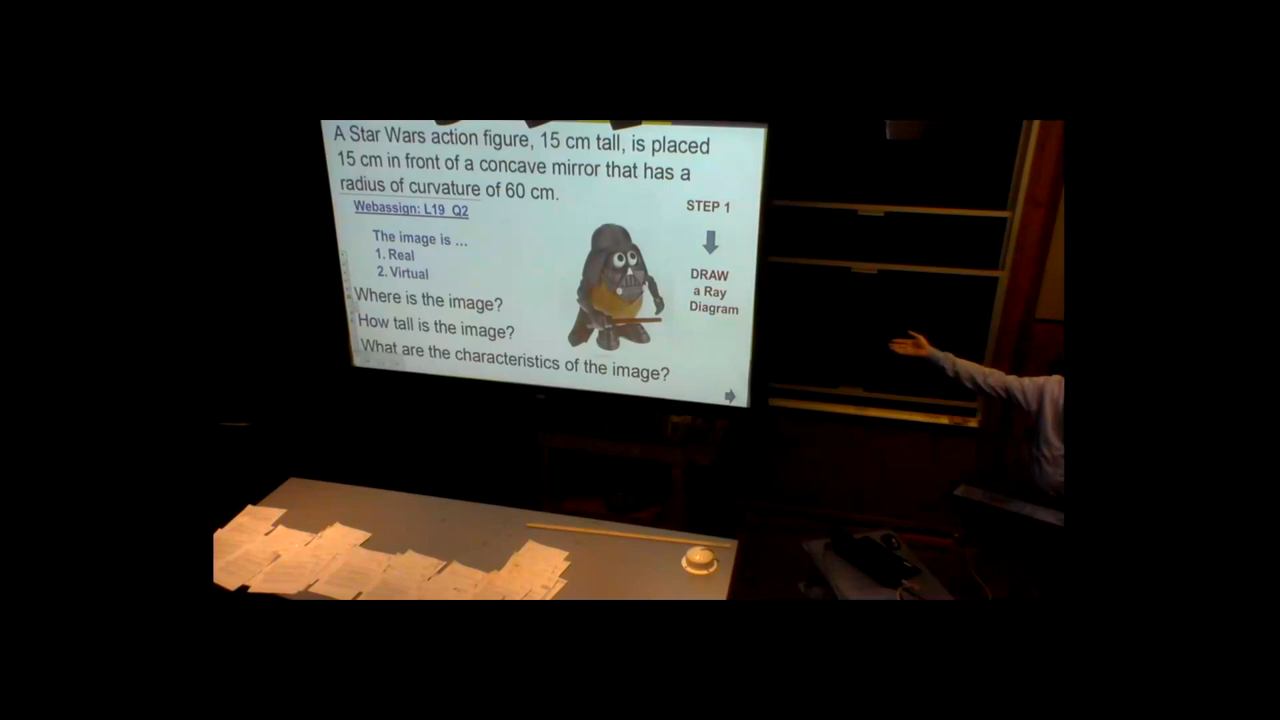 A Star Wars action figure, 15 cm tall, is placed
15 cm in front of a concave mirror that has a
radius of curvature of 60 cm.
Webassign: L19 Q2
The image is ...
1. Real
2. Virtual
Where is the image?
How tall is the image?
What are the characteristics of the image?
STEP 1
DRAW
a Ray
Diagram